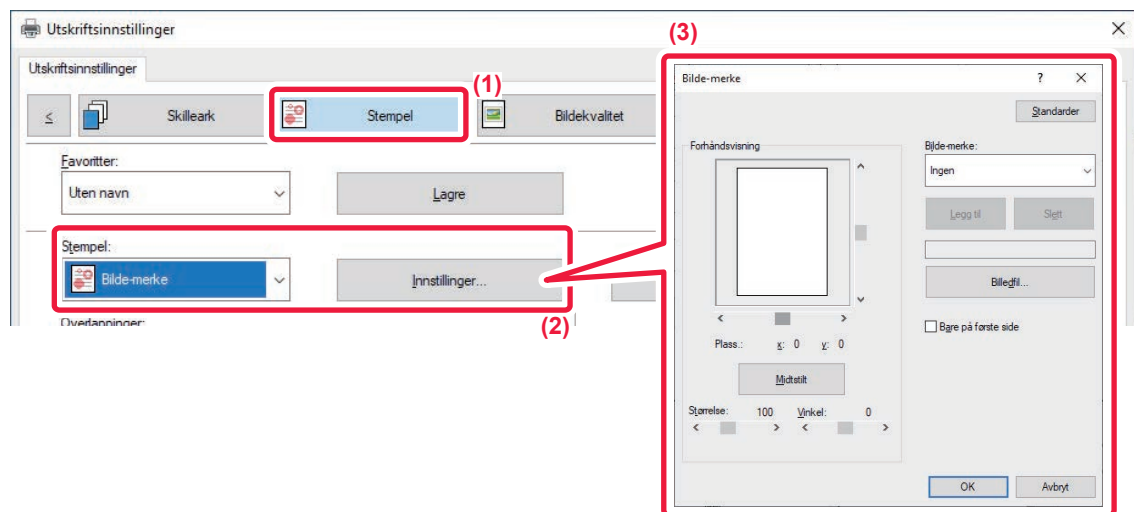 Utskriftsinnstillinger
Utskriftsinnstillinger
(1)
< Skilleark Stempel Bildekvalitet
Favoritter:
Uten navn Lagre
Stempel:
Bilde-merke Innstillinger...
(2)
Overlappninger:
(3)
Bilde-merke ? X
Standarder
Forhåndsvisning
Bilde-merke:
Ingen
Legg til Slett
Billedfil...
Bare på første side
Plass.: x: 0 y: 0
Midtstilt
Størrelse: 100 Vinkel: 0
OK Avbryt